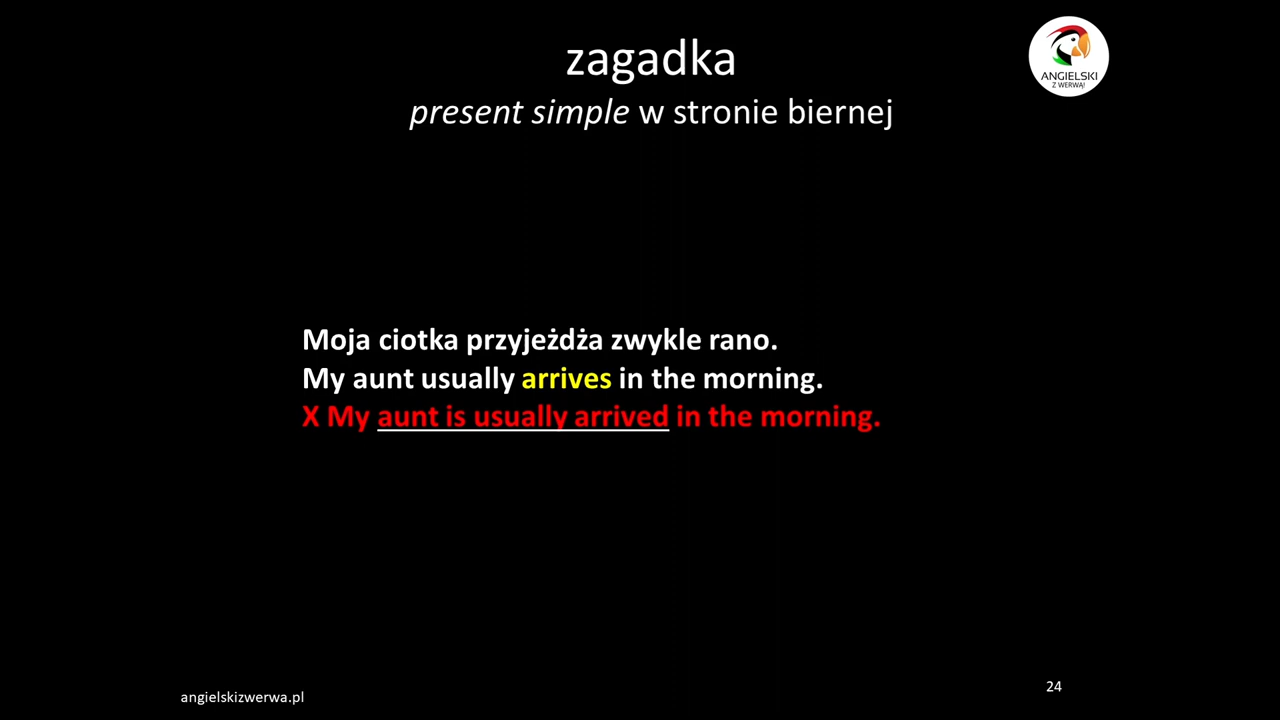 zagadka
present simple w stronie biernej
ANGIELSKI
Z WERWĄ!
Moja ciotka przyjeżdża zwykle rano.
My aunt usually arrives in the morning.
X My aunt is usually arrived in the morning.
angielskizwerwa.pl
24